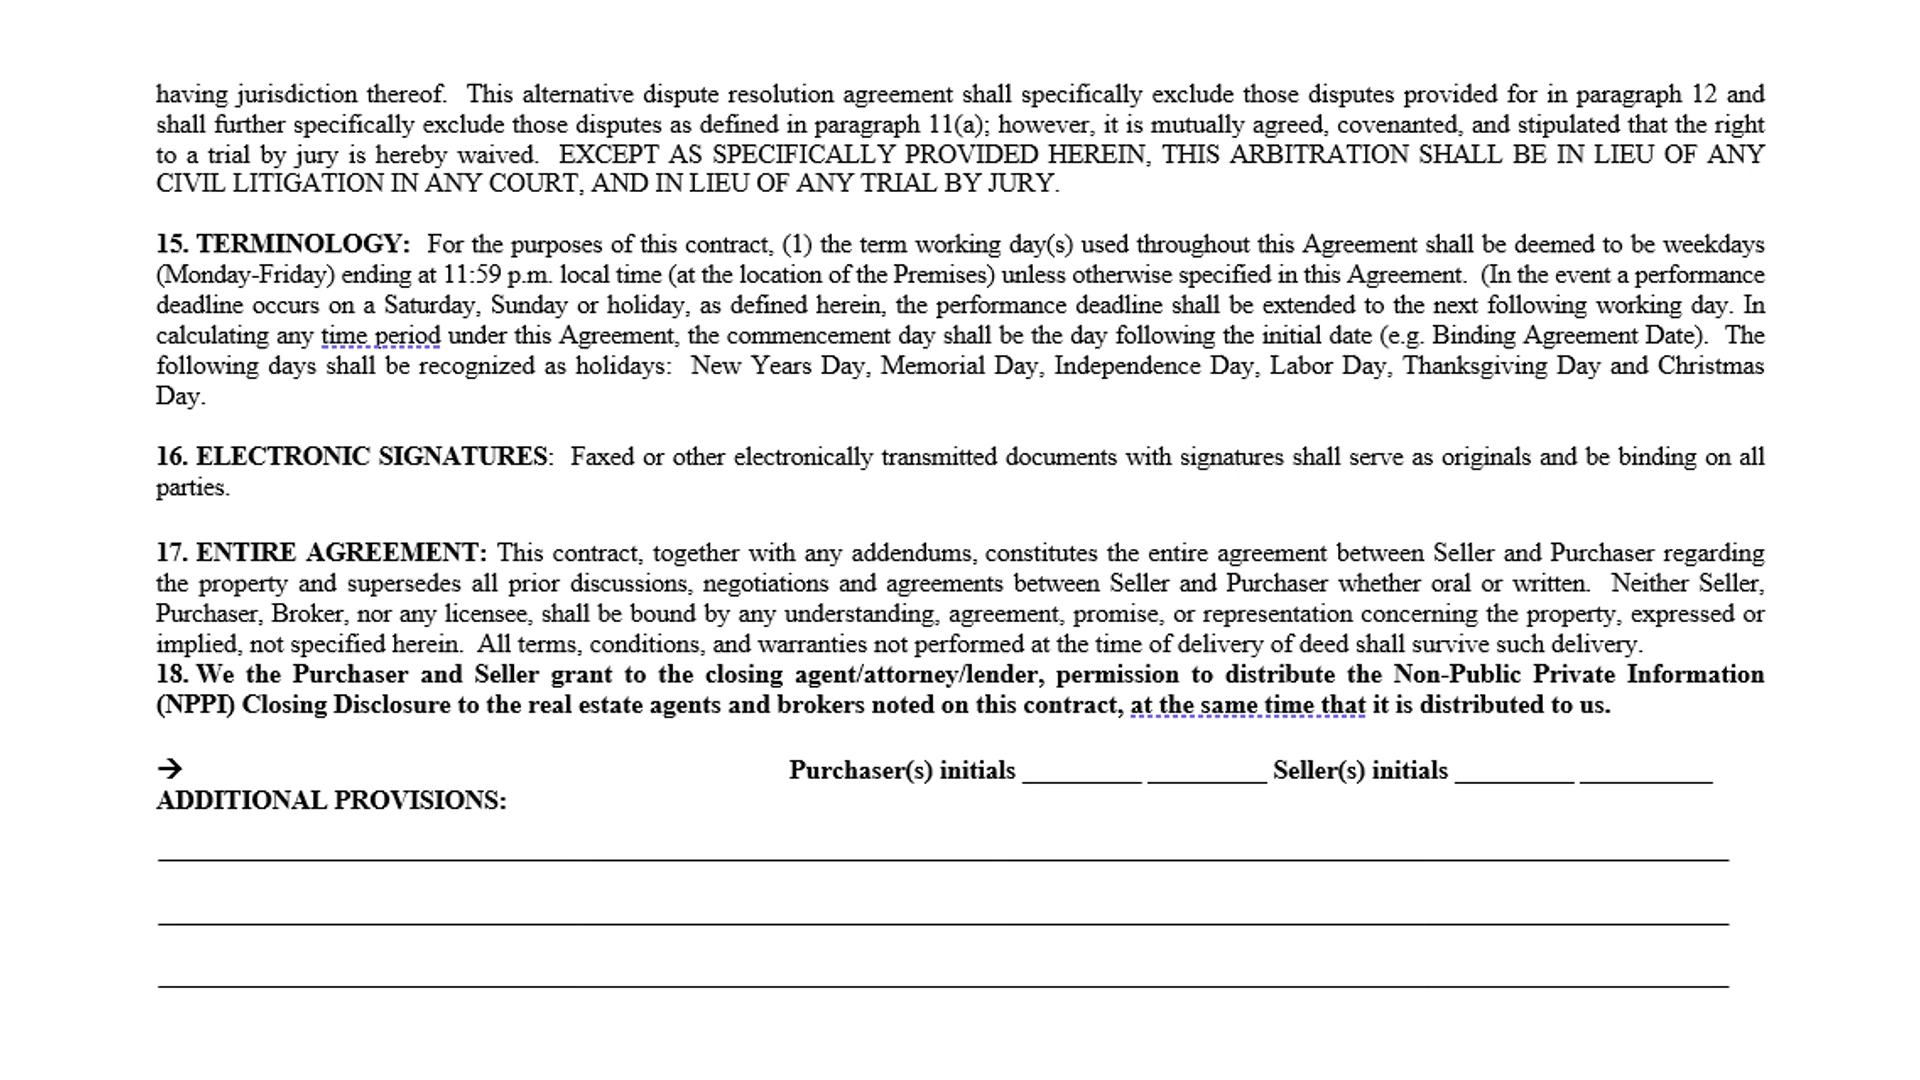 having jurisdiction thereof.  This alternative dispute resolution agreement shall specifically exclude those disputes provided for in paragraph 12 and
shall further specifically exclude those disputes as defined in paragraph 11(a); however, it is mutually agreed, covenanted, and stipulated that the right
to a trial by jury is hereby waived.  EXCEPT AS SPECIFICALLY PROVIDED HEREIN, THIS ARBITRATION SHALL BE IN LIEU OF ANY
CIVIL LITIGATION IN ANY COURT, AND IN LIEU OF ANY TRIAL BY JURY.
15. TERMINOLOGY:  For the purposes of this contract, (1) the term working day(s) used throughout this Agreement shall be deemed to be weekdays
(Monday-Friday) ending at 11:59 p.m. local time (at the location of the Premises) unless otherwise specified in this Agreement.  (In the event a performance
deadline occurs on a Saturday, Sunday or holiday, as defined herein, the performance deadline shall be extended to the next following working day. In
calculating any time period under this Agreement, the commencement day shall be the day following the initial date (e.g. Binding Agreement Date).  The
following days shall be recognized as holidays:  New Years Day, Memorial Day, Independence Day, Labor Day, Thanksgiving Day and Christmas
Day.
16. ELECTRONIC SIGNATURES:  Faxed or other electronically transmitted documents with signatures shall serve as originals and be binding on all
parties.
17. ENTIRE AGREEMENT: This contract, together with any addendums, constitutes the entire agreement between Seller and Purchaser regarding
the property and supersedes all prior discussions, negotiations and agreements between Seller and Purchaser whether oral or written.  Neither Seller,
Purchaser, Broker, nor any licensee, shall be bound by any understanding, agreement, promise, or representation concerning the property, expressed or
implied, not specified herein.  All terms, conditions, and warranties not performed at the time of delivery of deed shall survive such delivery.
18. We the Purchaser and Seller grant to the closing agent/attorney/lender, permission to distribute the Non-Public Private Information
(NPPI) Closing Disclosure to the real estate agents and brokers noted on this contract, at the same time that it is distributed to us.
→ Purchaser(s) initials _________ _________ Seller(s) initials _________ __________
ADDITIONAL PROVISIONS: